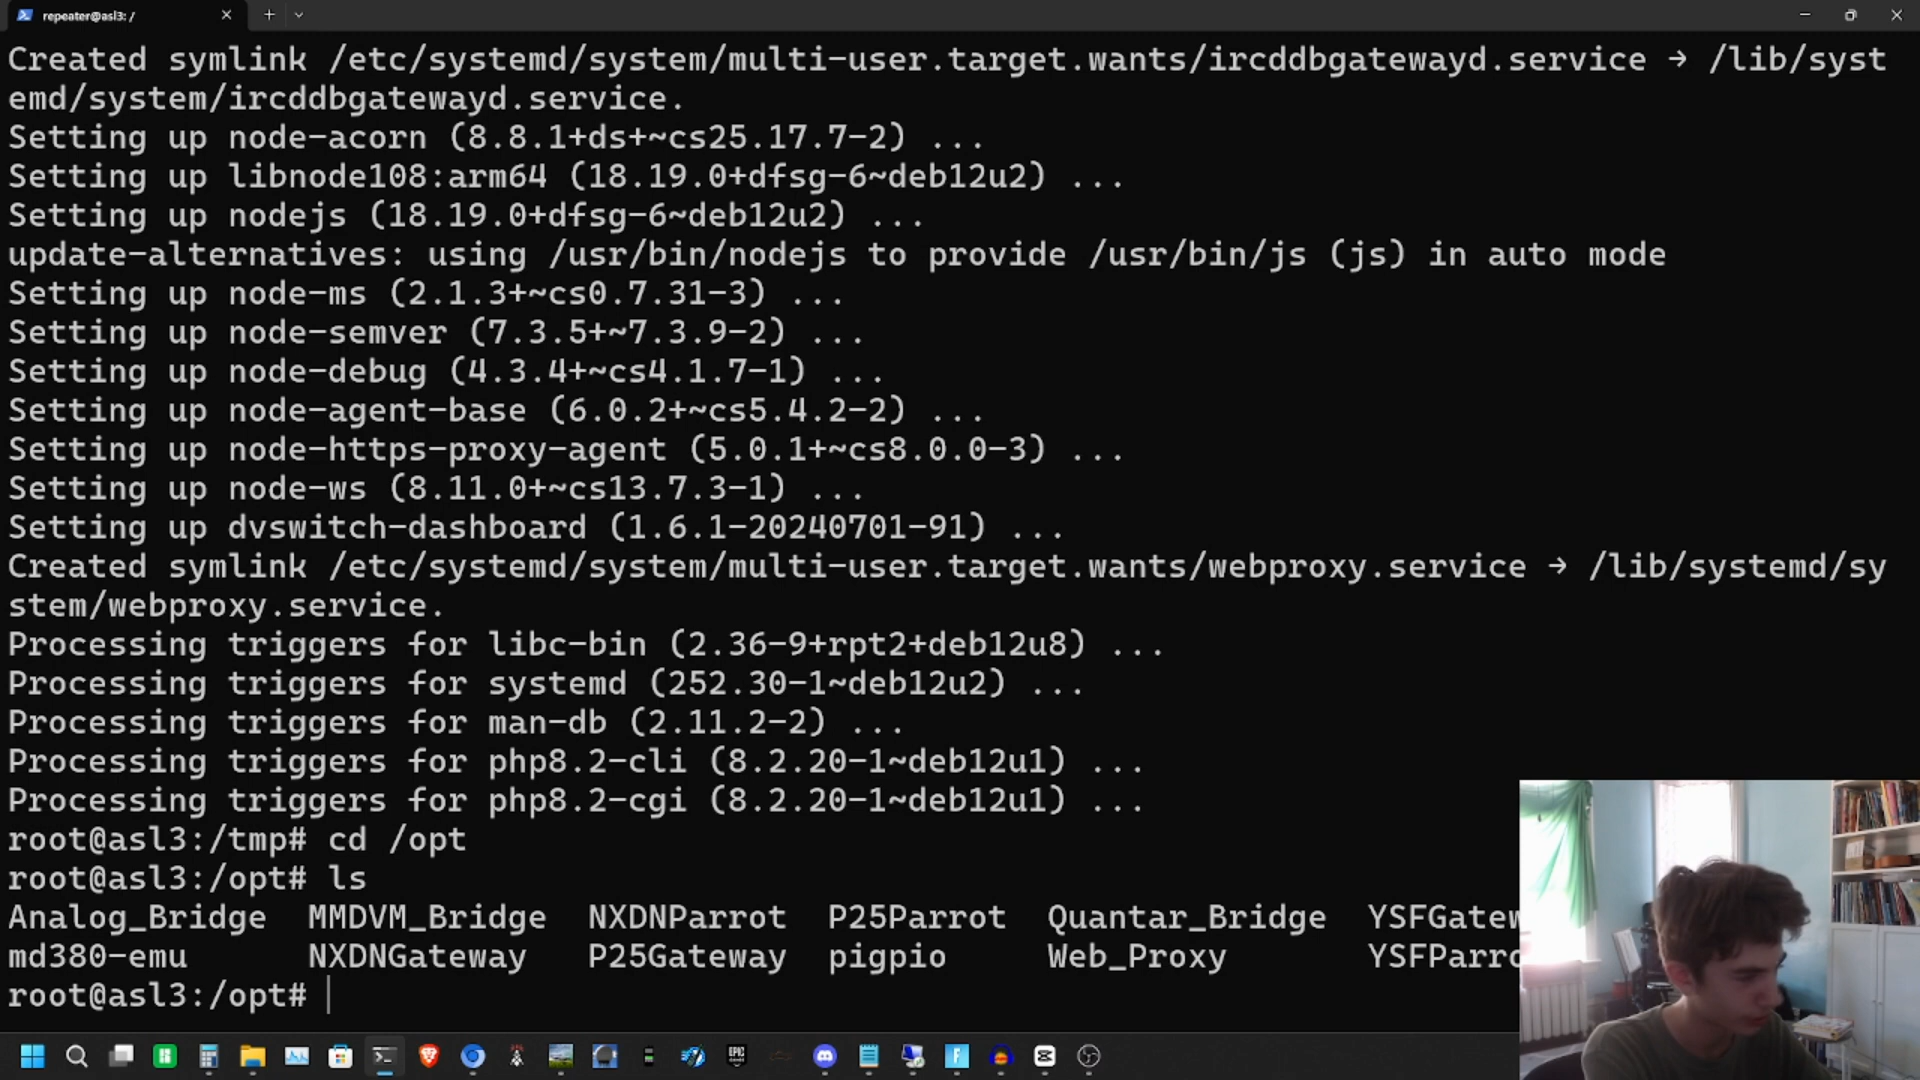 repeater@asl3: /
Created symlink /etc/systemd/system/multi-user.target.wants/ircddbgatewayd.service → /lib/syst
emd/system/ircddbgatewayd.service.
Setting up node-acorn (8.8.1+ds+~cs25.17.7-2) ...
Setting up libnode108:arm64 (18.19.0+dfsg-6~deb12u2) ...
Setting up nodejs (18.19.0+dfsg-6~deb12u2) ...
update-alternatives: using /usr/bin/nodejs to provide /usr/bin/js (js) in auto mode
Setting up node-ms (2.1.3+~cs0.7.31-3) ...
Setting up node-semver (7.3.5+~7.3.9-2) ...
Setting up node-debug (4.3.4+~cs4.1.7-1) ...
Setting up node-agent-base (6.0.2+~cs5.4.2-2) ...
Setting up node-https-proxy-agent (5.0.1+~cs8.0.0-3) ...
Setting up node-ws (8.11.0+~cs13.7.3-1) ...
Setting up dvswitch-dashboard (1.6.1-20240701-91) ...
Created symlink /etc/systemd/system/multi-user.target.wants/webproxy.service → /lib/systemd/sy
stem/webproxy.service.
Processing triggers for libc-bin (2.36-9+rpt2+deb12u8) ...
Processing triggers for systemd (252.30-1~deb12u2) ...
Processing triggers for man-db (2.11.2-2) ...
Processing triggers for php8.2-cli (8.2.20-1~deb12u1) ...
Processing triggers for php8.2-cgi (8.2.20-1~deb12u1) ...
root@asl3:/tmp# cd /opt
root@asl3:/opt# ls
Analog_Bridge MMDVM_Bridge NXDNParrot P25Parrot Quantar_Bridge YSFGatew
md380-emu NXDNGateway P25Gateway pigpio Web_Proxy YSFParro
root@asl3:/opt#
EPIC